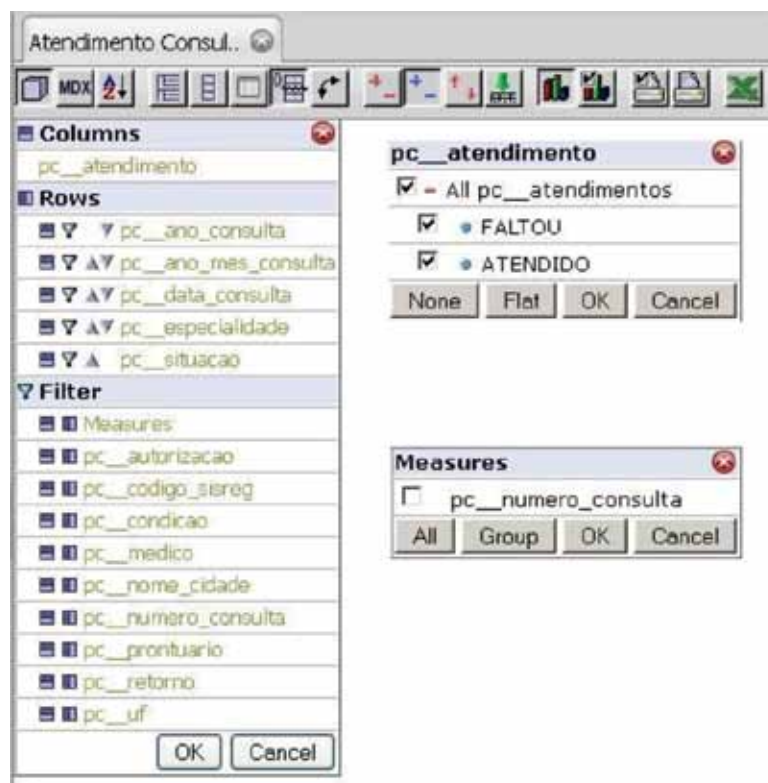 Atendimento Consul..
MDX
Columns
pc__atendimento
Rows
pc__ano_consulta
pc__ano_mes_consulta
pc__data_consulta
pc__especialidade
pc__situacao
Filter
Measures
pc__autorizacao
pc__codigo_sisreg
pc__condicao
pc__medico
pc__nome_cidade
pc__numero_consulta
pc__prontuario
pc__retorno
pc__uf
OK Cancel
pc__atendimento
All pc__atendimentos
FALTOU
ATENDIDO
None Flat OK Cancel
Measures
pc__numero_consulta
All Group OK Cancel